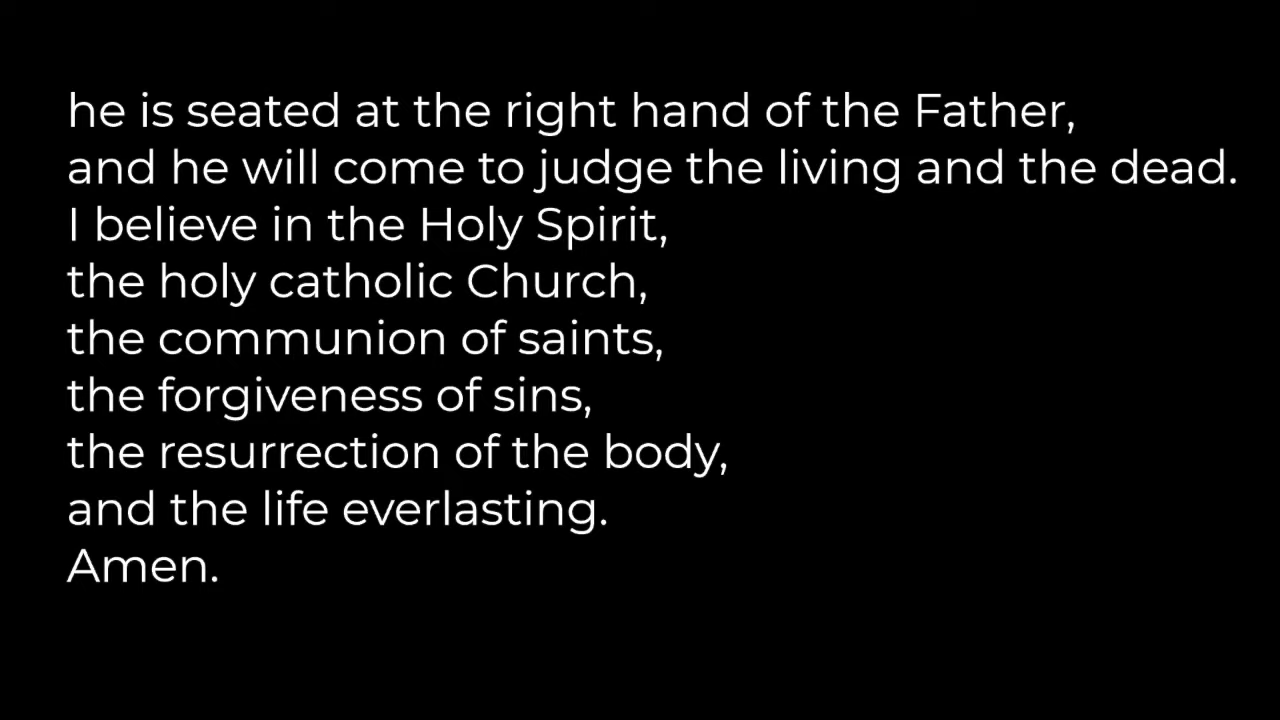 he is seated at the right hand of the Father,
and he will come to judge the living and the dead.
I believe in the Holy Spirit,
the holy catholic Church,
the communion of saints,
the forgiveness of sins,
the resurrection of the body,
and the life everlasting.
Amen.